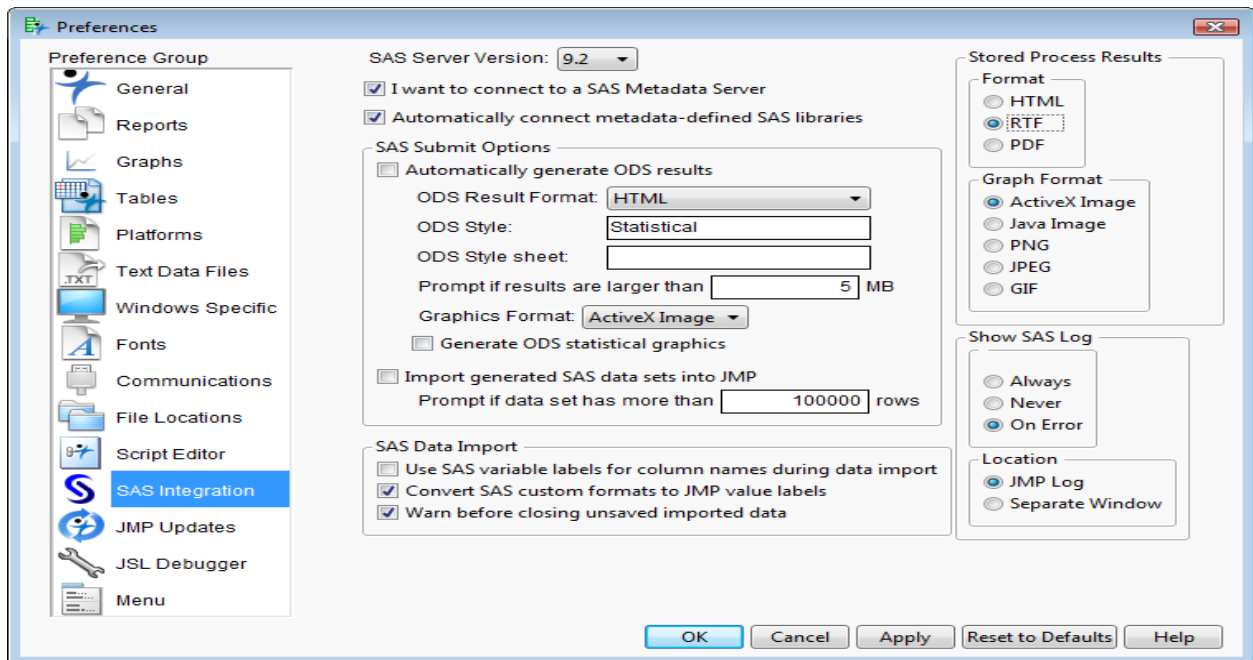 Preferences
Preference Group
General
Reports
Graphs
Tables
Platforms
.TXT Text Data Files
Windows Specific
A Fonts
Communications
File Locations
Script Editor
SAS Integration
JMP Updates
JSL Debugger
Menu
SAS Server Version: 9.2
I want to connect to a SAS Metadata Server
Automatically connect metadata-defined SAS libraries
SAS Submit Options
Automatically generate ODS results
ODS Result Format: HTML
ODS Style: Statistical
ODS Style sheet:
Prompt if results are larger than 5 MB
Graphics Format: ActiveX Image
Generate ODS statistical graphics
Import generated SAS data sets into JMP
Prompt if data set has more than 100000 rows
SAS Data Import
Use SAS variable labels for column names during data import
Convert SAS custom formats to JMP value labels
Warn before closing unsaved imported data
Stored Process Results
Format
HTML
RTF
PDF
Graph Format
ActiveX Image
Java Image
PNG
JPEG
GIF
Show SAS Log
Always
Never
On Error
Location
JMP Log
Separate Window
OK Cancel Apply Reset to Defaults Help